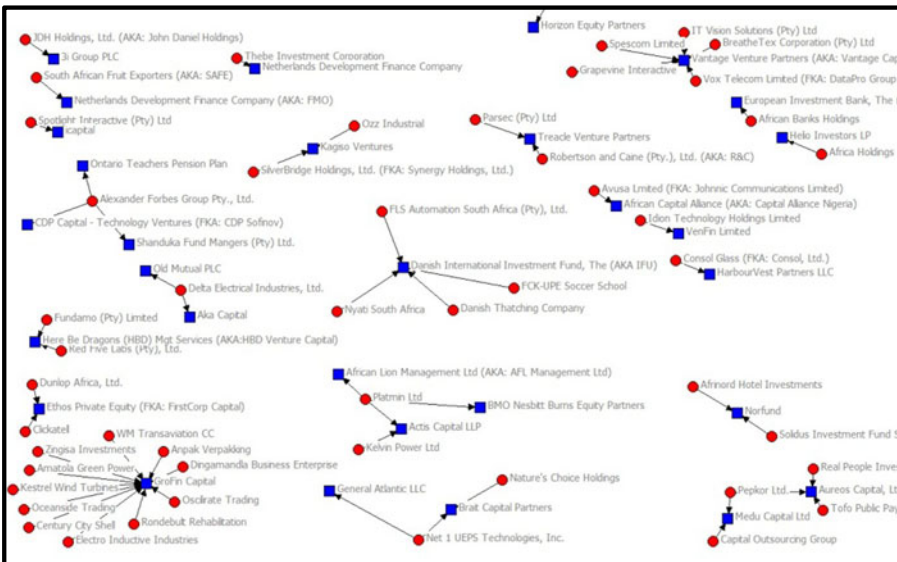 Horizon Equity Partners
IT Vision Solutions (Pty) Ltd
JDH Holdings, Ltd. (AKA: John Daniel Holdings)
Spescom Limited
BreatheTex Corporation (Pty) Ltd
3i Group PLC
Thebe Investment Corporation
Netherlands Development Finance Company
Vantage Venture Partners (AKA: Vantage Cap
Grapevine Interactive
South African Fruit Exporters (AKA: SAFE)
Vox Telecom Limited (FKA: DataPro Group
Netherlands Development Finance Company (AKA: FMO)
European Investment Bank, The
Spotlight Interactive (Pty) Ltd
icapital
Ozz Industrial
Parsec (Pty) Ltd
African Banks Holdings
Kagiso Ventures
Treacle Venture Partners
Helio Investors LP
Africa Holdings
Ontario Teachers Pension Plan
SilverBridge Holdings, Ltd. (FKA: Synergy Holdings, Ltd.)
Robertson and Caine (Pty.), Ltd. (AKA: R&C)
Alexander Forbes Group Pty., Ltd.
Avusa Lmited (FKA: Johnnic Communications Limited)
African Capital Alliance (AKA: Capital Alliance Nigeria)
CDP Capital - Technology Ventures (FKA: CDP Sofinov)
FLS Automation South Africa (Pty), Ltd.
Idion Technology Holdings Limited
VenFin Limited
Shanduka Fund Mangers (Pty) Ltd.
Old Mutual PLC
Danish International Investment Fund, The (AKA IFU)
Consol Glass (FKA: Consol, Ltd.)
HarbourVest Partners LLC
Delta Electrical Industries, Ltd.
FCK-UPE Soccer School
Aka Capital
Nyati South Africa
Danish Thatching Company
Fundamo (Pty) Limited
Here Be Dragons (HBD) Mgt Services (AKA:HBD Venture Capital)
Red Five Labs (Pty), Ltd.
African Lion Management Ltd (AKA: AFL Management Ltd)
Dunlop Africa, Ltd.
Afrinord Hotel Investments
Platmin Ltd
Ethos Private Equity (FKA: FirstCorp Capital)
BMO Nesbitt Burns Equity Partners
Norfund
Clickatell
WM Transaviation CC
Actis Capital LLP
Solidus Investment Fund S
Zingisa Investments
Anpak Verpakking
Kelvin Power Ltd
Amatola Green Power
Dingamandla Business Enterprise
Real People Inves
GroFin Capital
Nature's Choice Holdings
Kestrel Wind Turbines
General Atlantic LLC
Pepkor Ltd.
Aureos Capital, Lt
Oceanside Trading
Oscilirate Trading
Brait Capital Partners
Tofo Public Pay
Century City Shell
Rondebult Rehabilitation
Medu Capital Ltd
Electro Inductive Industries
Net 1 UEPS Technologies, Inc.
Capital Outsourcing Group